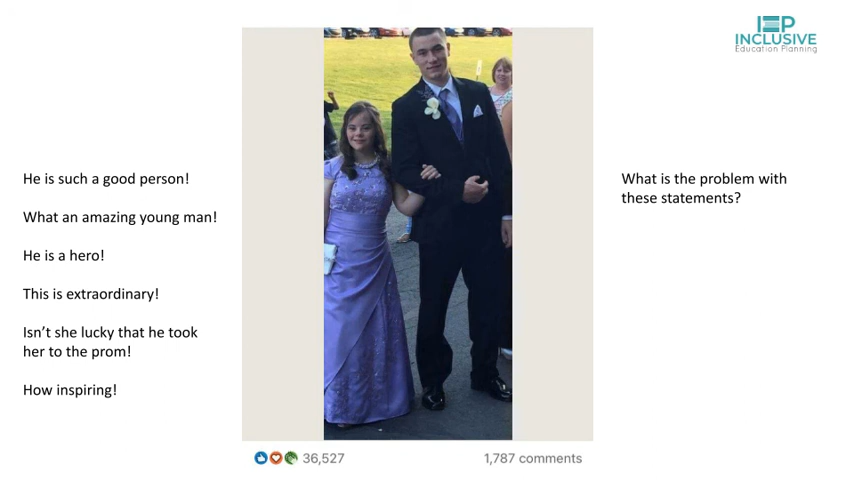 IEP
INCLUSIVE
Education Planning
He is such a good person!
What an amazing young man!
He is a hero!
This is extraordinary!
Isn’t she lucky that he took
her to the prom!
How inspiring!
What is the problem with
these statements?
36,527
1,787 comments